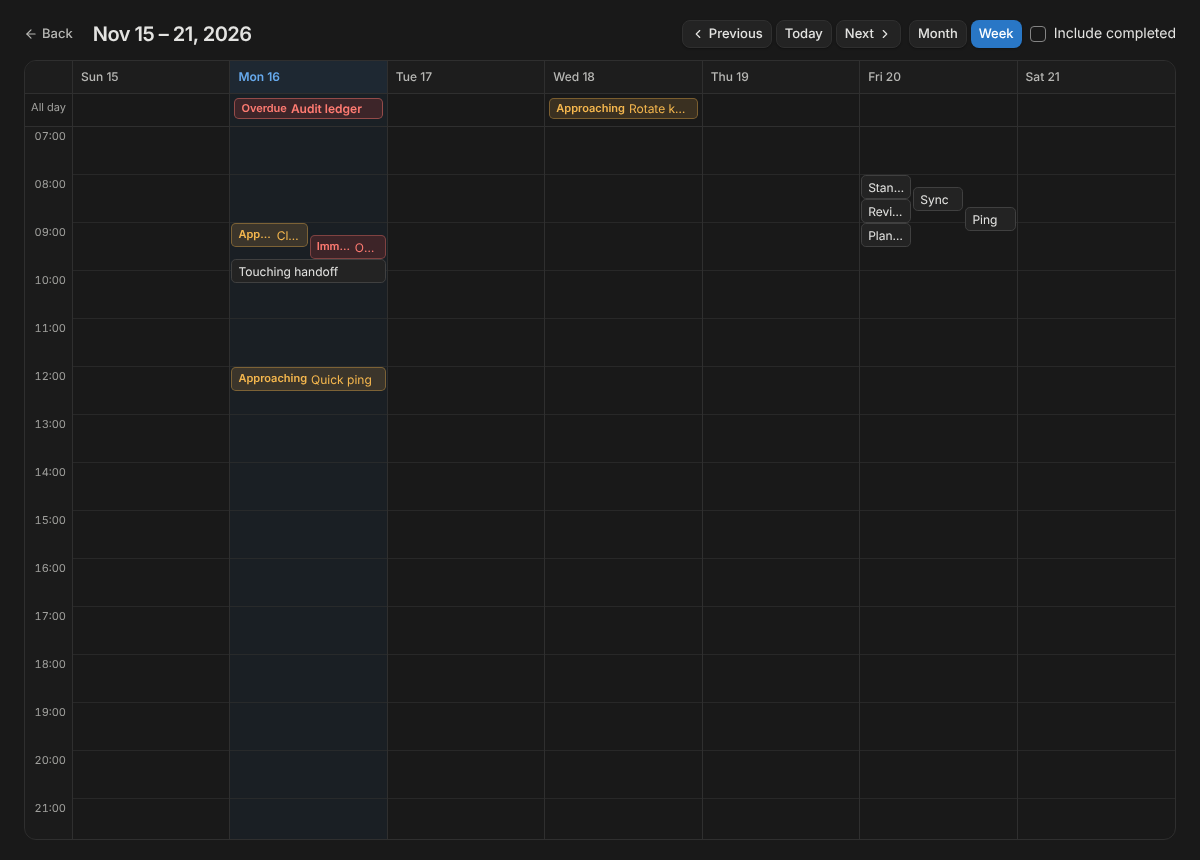 Back
Nov 15 – 21, 2026
Previous
Today
Next
Month
Week
Include completed
Sun 15
Mon 16
Tue 17
Wed 18
Thu 19
Fri 20
Sat 21
All day
Overdue Audit ledger
Approaching Rotate k...
07:00
08:00
Stan...
Sync
Revi...
Ping
Plan...
09:00
App... Cl...
Imm... O...
Touching handoff
10:00
11:00
12:00
Approaching Quick ping
13:00
14:00
15:00
16:00
17:00
18:00
19:00
20:00
21:00